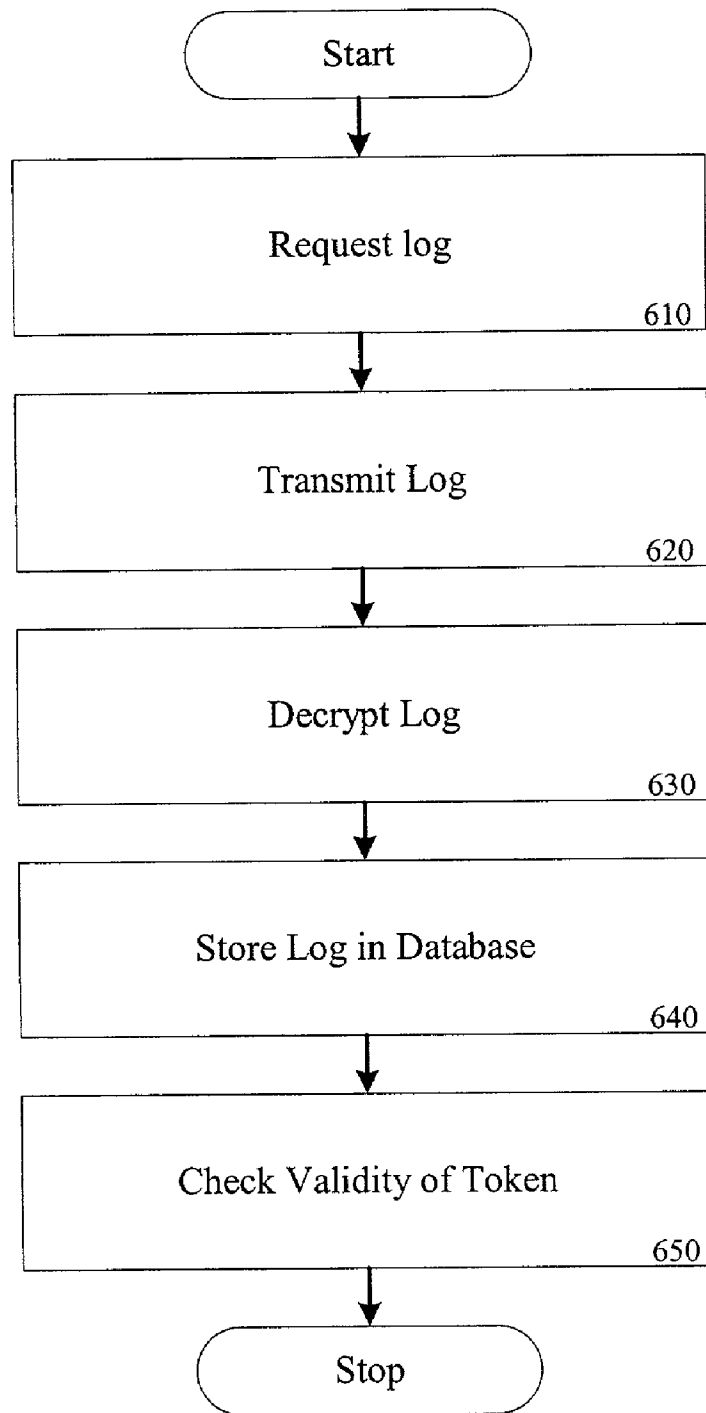 Start
Request log
610
Transmit Log
620
Decrypt Log
630
Store Log in Database
640
Check Validity of Token
650
Stop